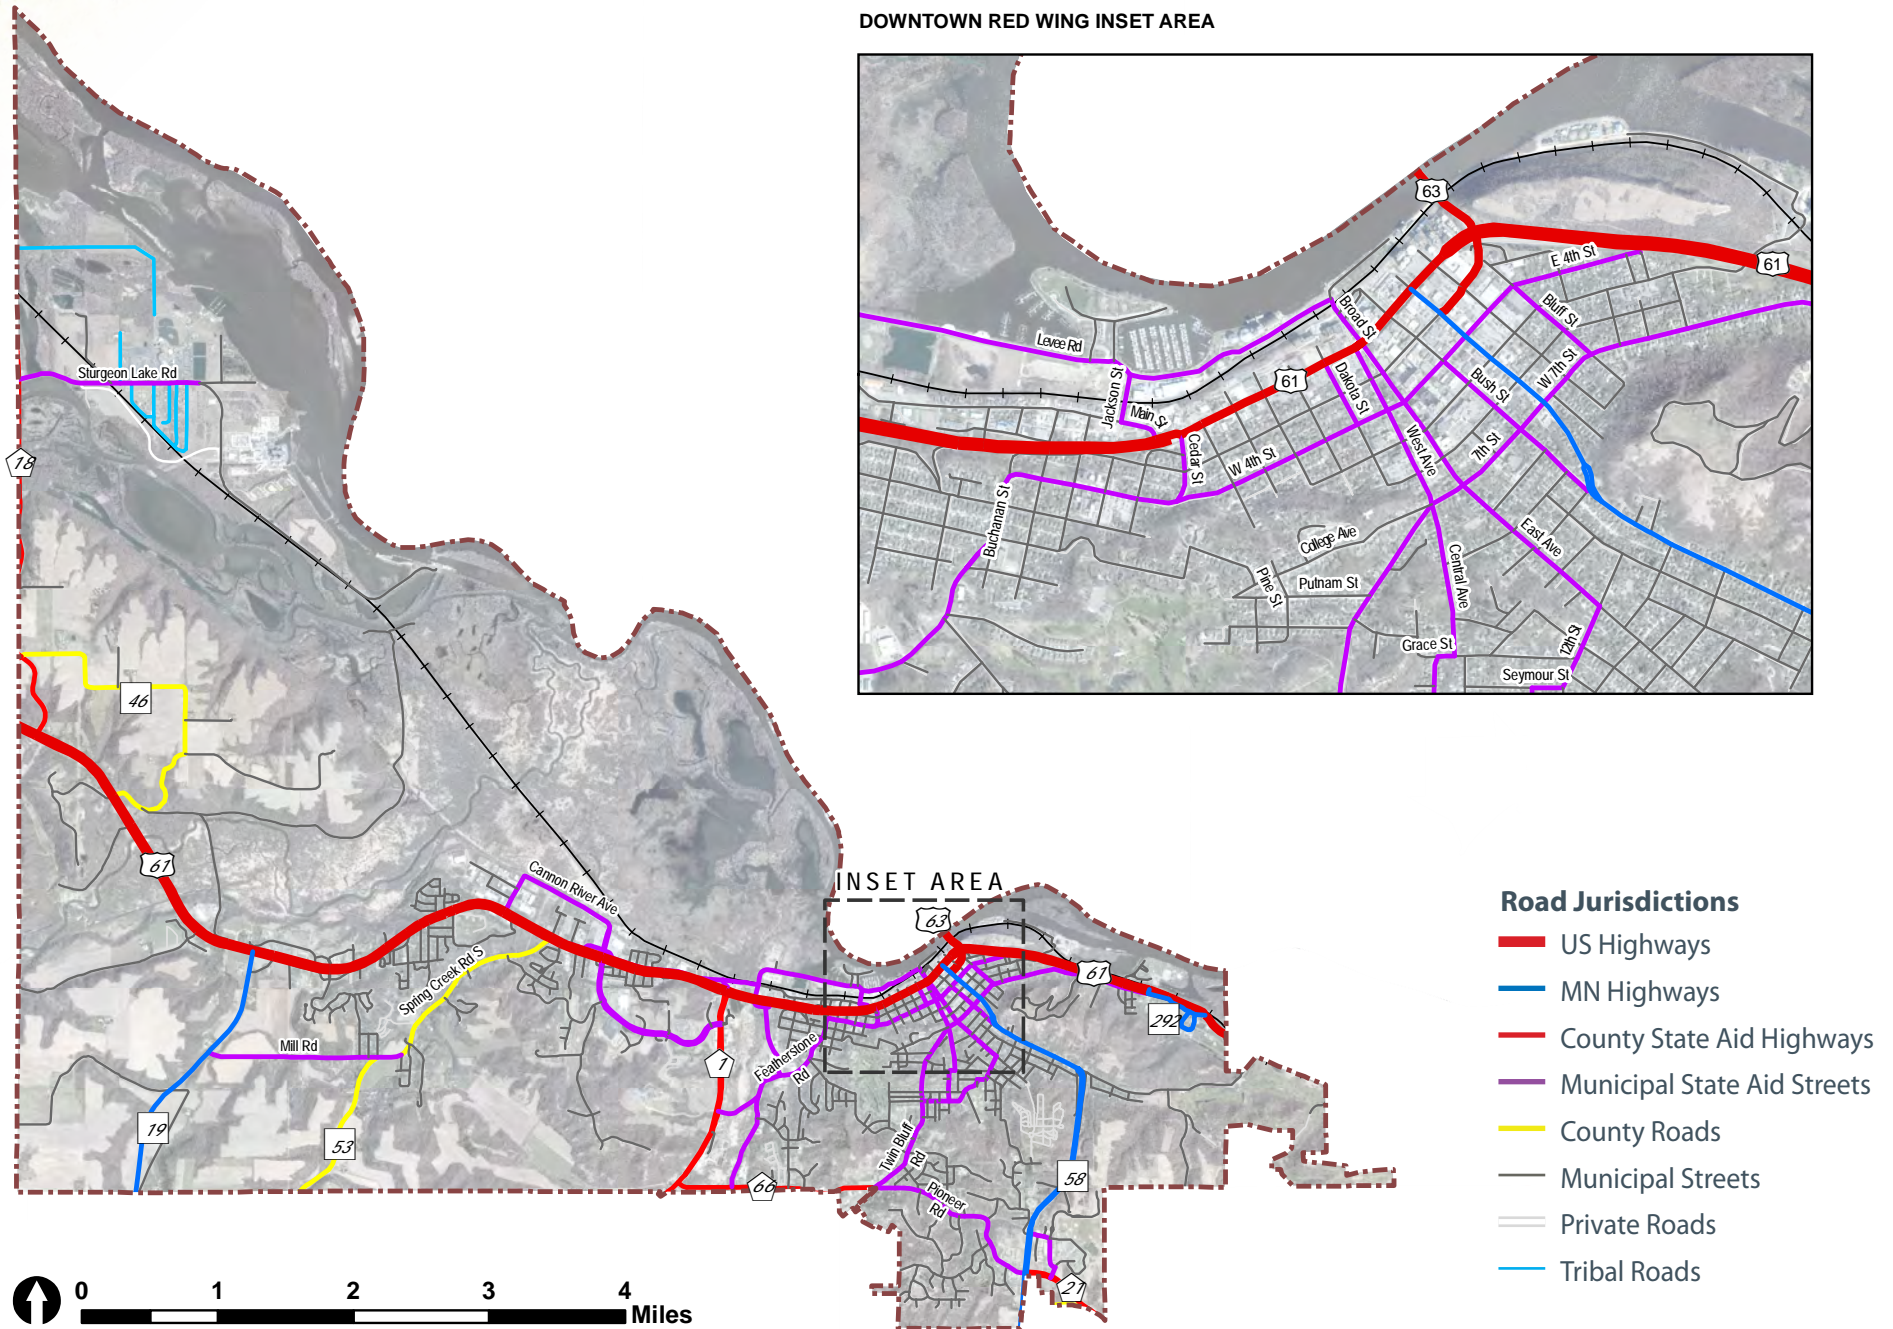 DOWNTOWN RED WING INSET AREA
63
61
E 4th St
Bluff St
Broad St
Levee Rd
W 7th St
Jackson St
61
Dakota St
Bush St
Main St
West Ave
7th St
Cedar St
W 4th St
Buchanan St
East Ave
College Ave
Central Ave
Pine St
Putnam St
12th St
Grace St
Seymour St
Sturgeon Lake Rd
18
46
61
Cannon River Ave
INSET AREA
63
61
Spring Creek Rd S
292
Mill Rd
1
Featherstone
Rd
19
53
Twin Bluff
Rd
58
66
Pioneer
Rd
21
Road Jurisdictions
US Highways
MN Highways
County State Aid Highways
Municipal State Aid Streets
County Roads
Municipal Streets
Private Roads
Tribal Roads
0 1 2 3 4
Miles